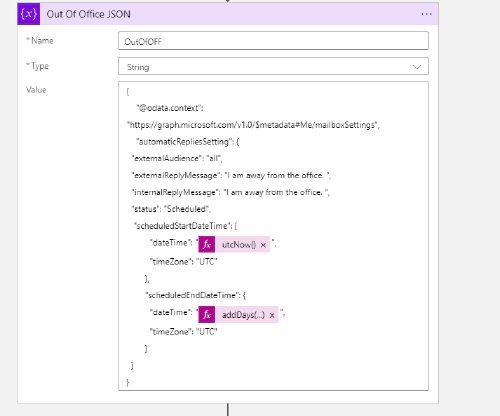 {x} Out Of Office JSON ...
*Name OutOfOFF
*Type String
Value {
"@odata.context":
"https://graph.microsoft.com/v1.0/$metadata#Me/mailboxSettings",
"automaticRepliesSetting": {
"externalAudience": "all",
"externalReplyMessage": "I am away from the office. ",
"internalReplyMessage": "I am away from the office. ",
"status": "Scheduled",
"scheduledStartDateTime": {
"dateTime": " fx utcNow() × ",
"timeZone": "UTC"
},
"scheduledEndDateTime": {
"dateTime": " fx addDays(...) × ",
"timeZone": "UTC"
}
}
}